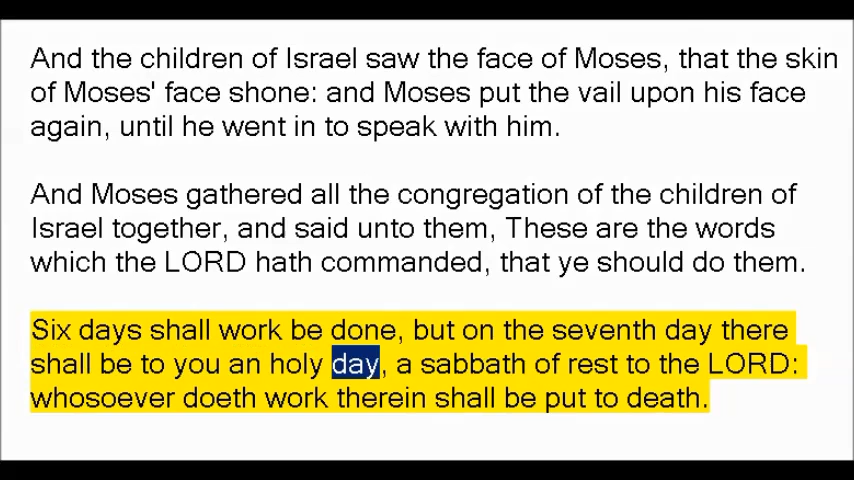 And the children of Israel saw the face of Moses, that the skin
of Moses' face shone: and Moses put the vail upon his face
again, until he went in to speak with him.
And Moses gathered all the congregation of the children of
Israel together, and said unto them, These are the words
which the LORD hath commanded, that ye should do them.
Six days shall work be done, but on the seventh day there
shall be to you an holy day, a sabbath of rest to the LORD:
whosoever doeth work therein shall be put to death.